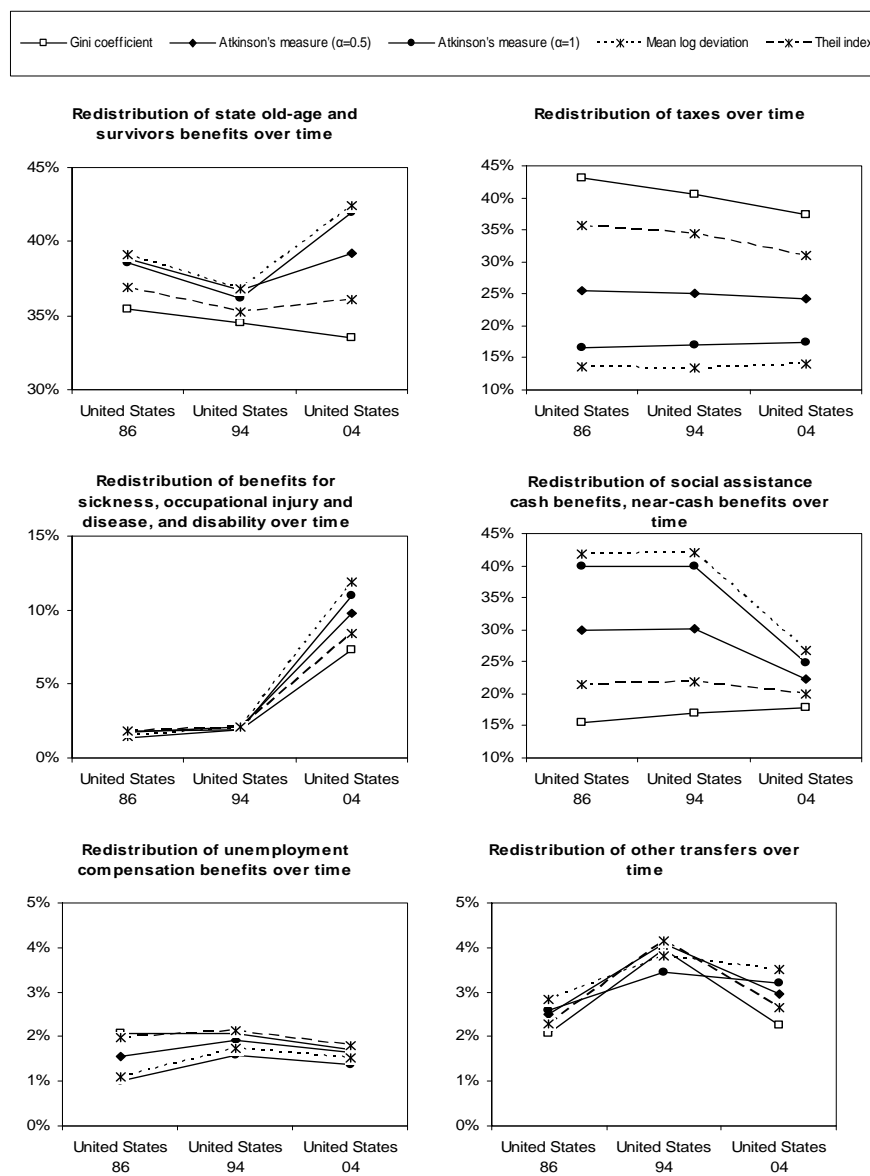 Gini coefficient Atkinson's measure (α=0.5) Atkinson's measure (α=1) Mean log deviation Theil index
Redistribution of state old-age and
survivors benefits over time
45%
40%
35%
30%
United States United States United States
86 94 04
Redistribution of taxes over time
45%
40%
35%
30%
25%
20%
15%
10%
United States United States United States
86 94 04
Redistribution of benefits for
sickness, occupational injury and
disease, and disability over time
15%
10%
5%
0%
United States United States United States
86 94 04
Redistribution of social assistance
cash benefits, near-cash benefits over
time
45%
40%
35%
30%
25%
20%
15%
10%
United States United States United States
86 94 04
Redistribution of unemployment
compensation benefits over time
5%
4%
3%
2%
1%
0%
United States United States United States
86 94 04
Redistribution of other transfers over
time
5%
4%
3%
2%
1%
0%
United States United States United States
86 94 04